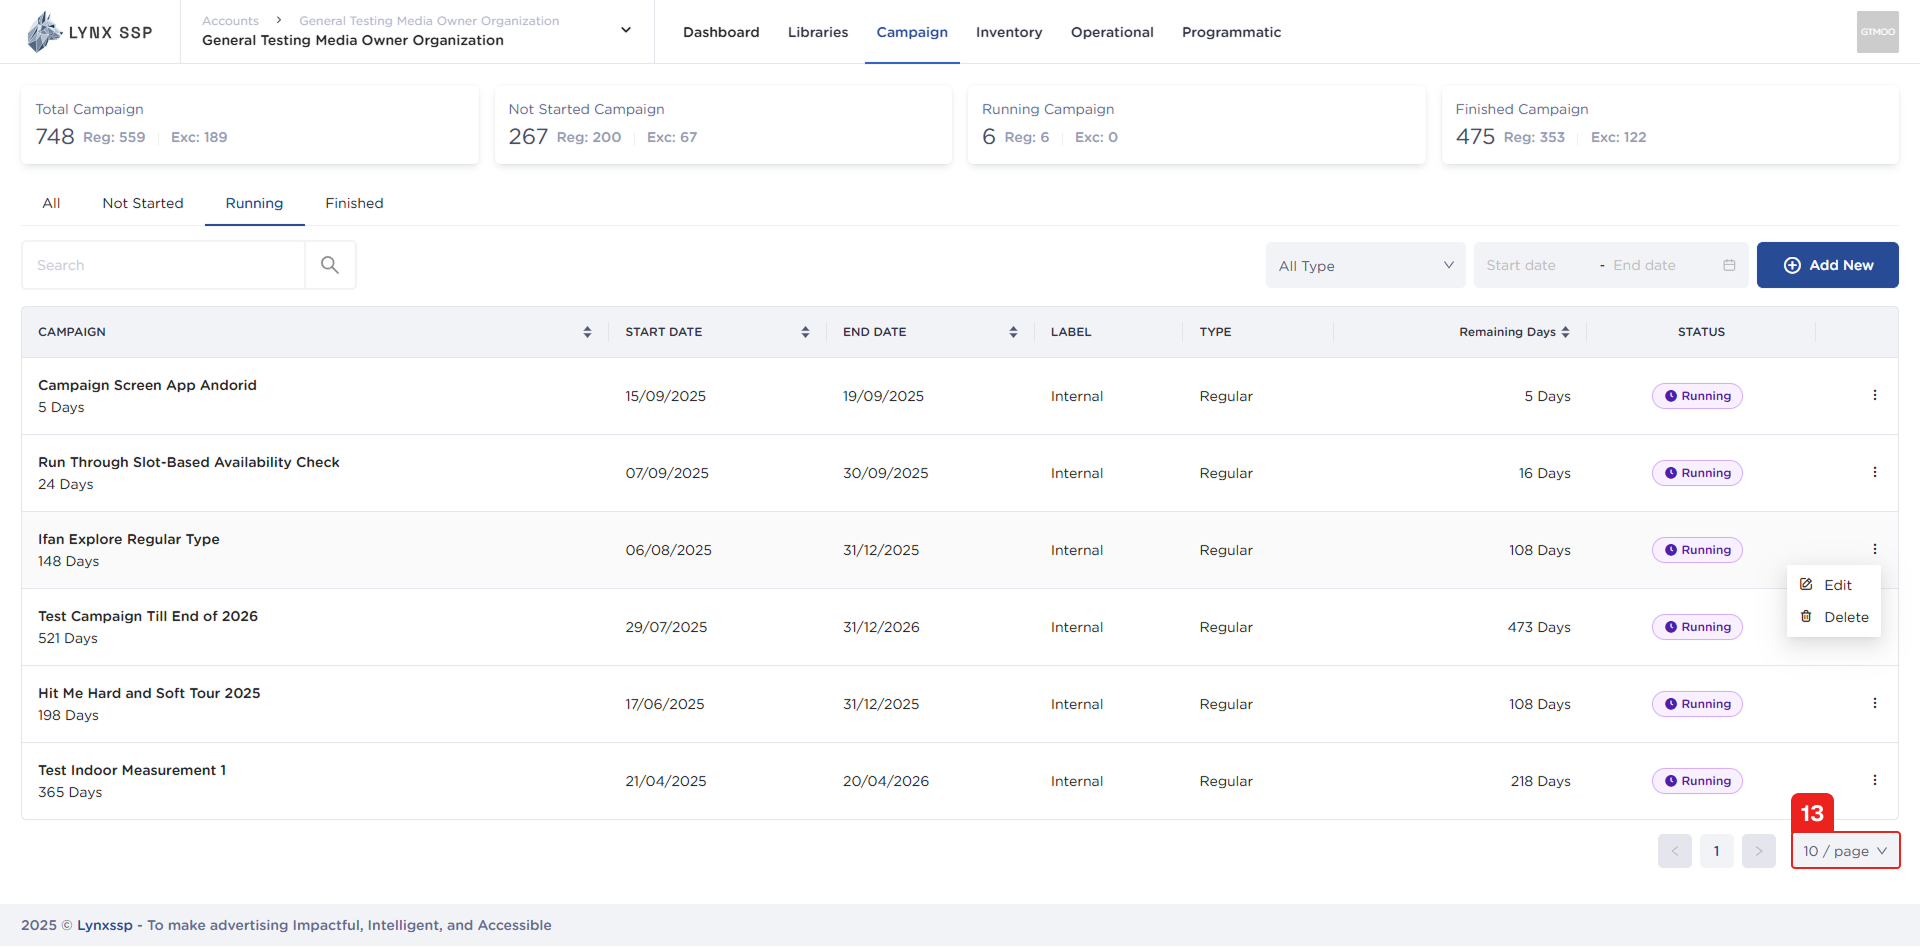 LYNX SSP
Accounts > General Testing Media Owner Organization
General Testing Media Owner Organization
Dashboard Libraries Campaign Inventory Operational Programmatic
GTMOO
Total Campaign
748 Reg: 559 Exc: 189
Not Started Campaign
267 Reg: 200 Exc: 67
Running Campaign
6 Reg: 6 Exc: 0
Finished Campaign
475 Reg: 353 Exc: 122
All Not Started Running Finished
Search
All Type
Start date - End date
Add New
CAMPAIGN START DATE END DATE LABEL TYPE Remaining Days STATUS
Campaign Screen App Andorid
5 Days
15/09/2025 19/09/2025 Internal Regular 5 Days Running
Run Through Slot-Based Availability Check
24 Days
07/09/2025 30/09/2025 Internal Regular 16 Days Running
Ifan Explore Regular Type
148 Days
06/08/2025 31/12/2025 Internal Regular 108 Days Running
Edit
Delete
Test Campaign Till End of 2026
521 Days
29/07/2025 31/12/2026 Internal Regular 473 Days Running
Hit Me Hard and Soft Tour 2025
198 Days
17/06/2025 31/12/2025 Internal Regular 108 Days Running
Test Indoor Measurement 1
365 Days
21/04/2025 20/04/2026 Internal Regular 218 Days Running
13
< 1 > 10 / page
2025 © Lynxssp - To make advertising Impactful, Intelligent, and Accessible